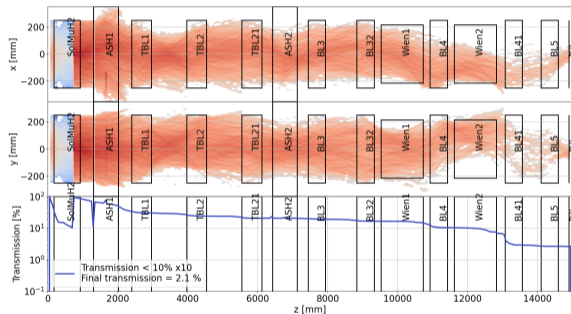 200
0
−200
x [mm]
SolMuH2
ASH1
TBL1
TBL2
TBL21
ASH2
BL3
BL32
Wien1
BL4
Wien2
BL41
BL5
200
0
−200
y [mm]
SolMuH2
ASH1
TBL1
TBL2
TBL21
ASH2
BL3
BL32
Wien1
BL4
Wien2
BL41
BL5
10²
10¹
10⁰
10⁻¹
Transmission [%]
SolMuH2
ASH1
TBL1
TBL2
TBL21
ASH2
BL3
BL32
Wien1
BL4
Wien2
BL41
BL5
Transmission < 10% x10
Final transmission = 2.1 %
0 2000 4000 6000 8000 10000 12000 14000
z [mm]